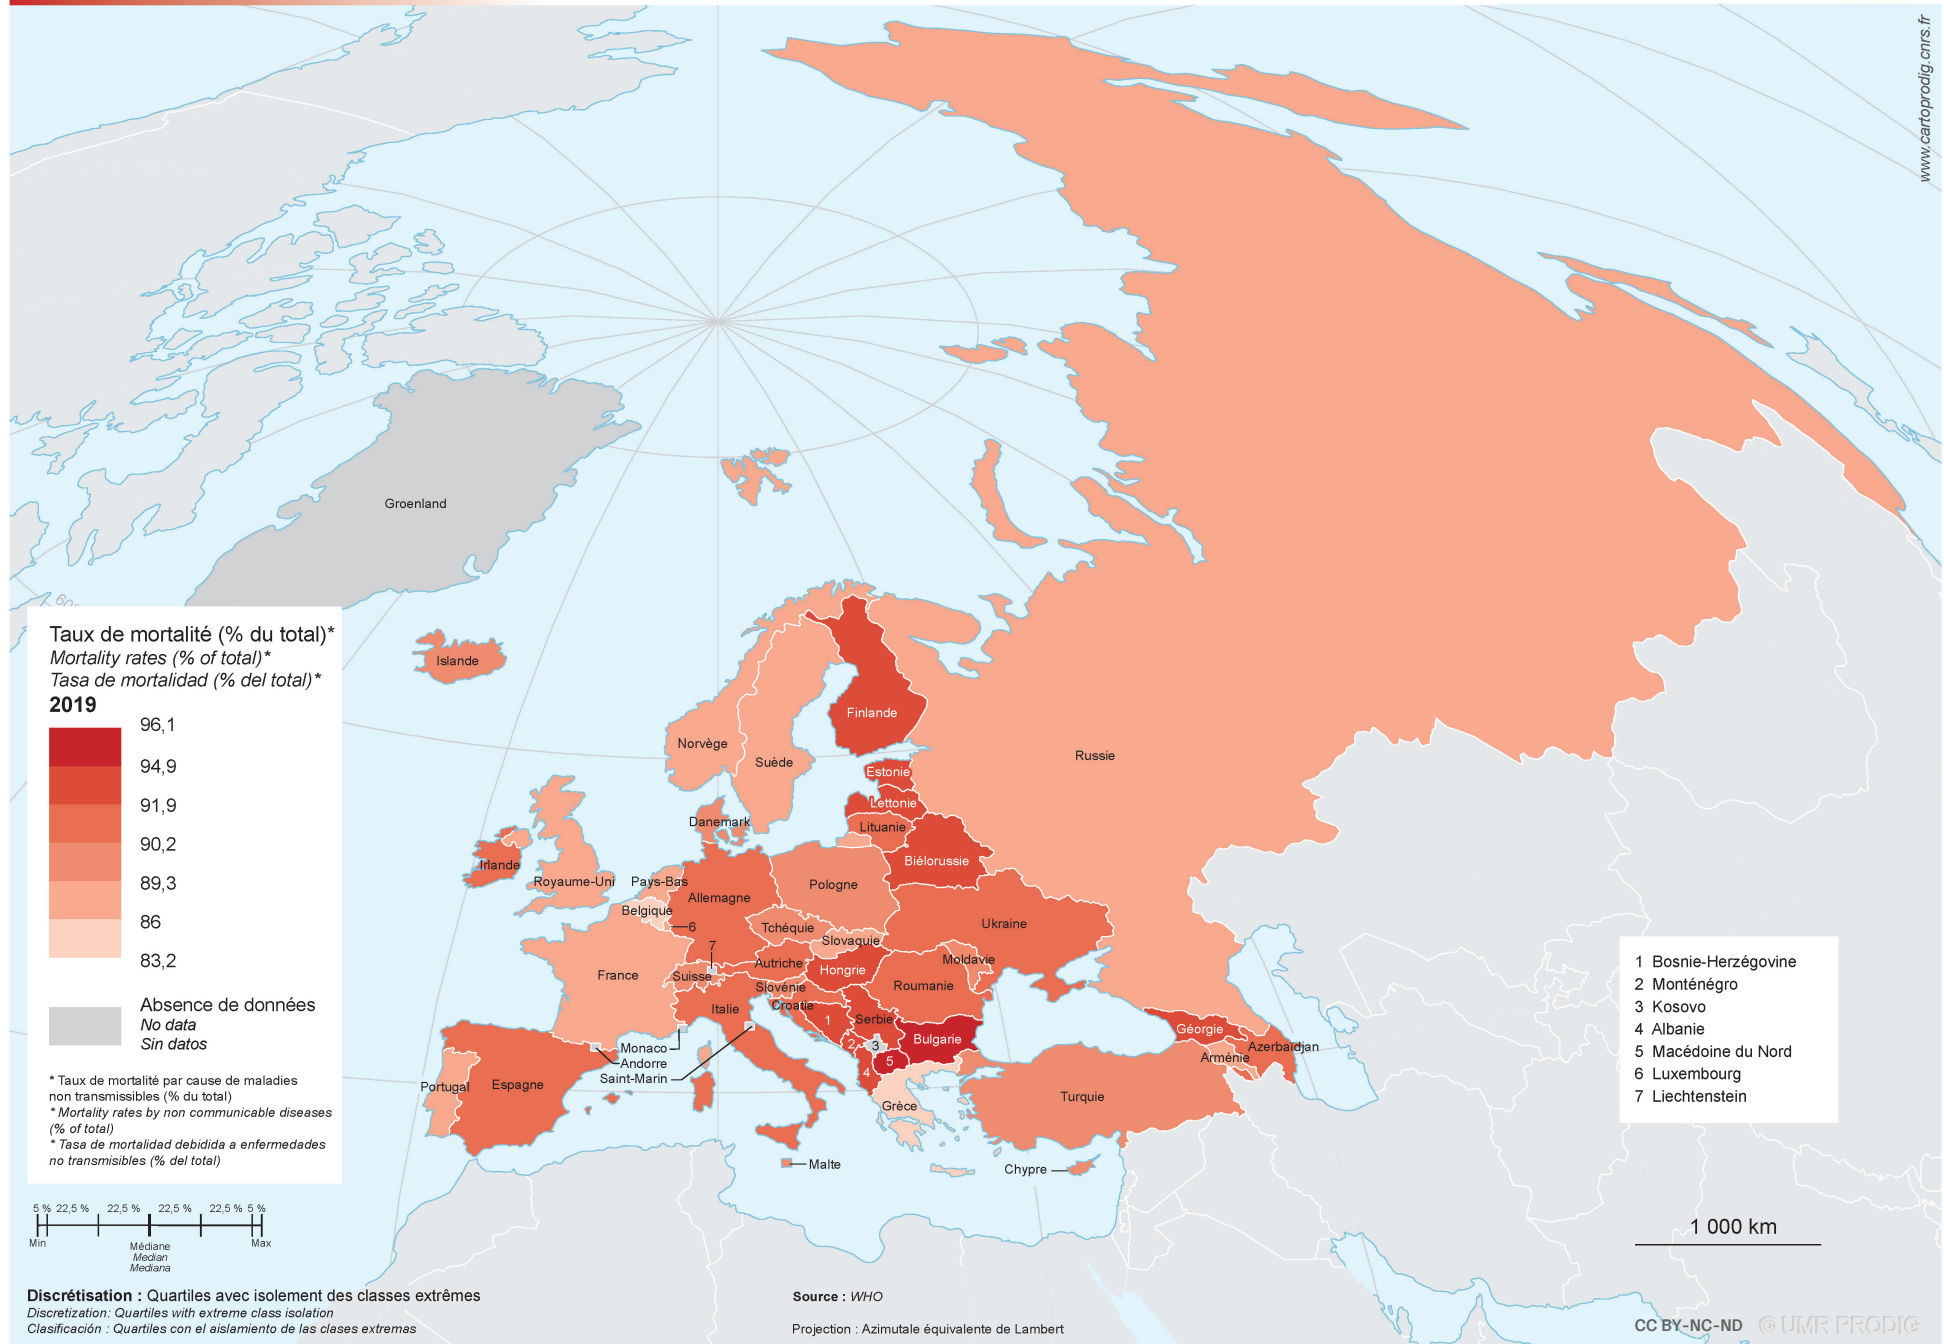 www.cartoprodig.cnrs.fr
Groenland
Taux de mortalité (% du total)*
Mortality rates (% of total)*
Tasa de mortalidad (% del total)*
2019
96,1
94,9
91,9
90,2
89,3
86
83,2
Absence de données
No data
Sin datos
* Taux de mortalité par cause de maladies
non transmissibles (% du total)
* Mortality rates by non communicable diseases
(% of total)
* Tasa de mortalidad debidida a enfermedades
no transmisibles (% del total)
5 % 22,5 % 22,5 % 22,5 % 22,5 % 5 %
Min
Médiane
Median
Mediana
Max
Islande
Finlande
Norvège
Suède
Russie
Estonie
Lettonie
Danemark
Lituanie
Irlande
Biélorussie
Royaume-Uni
Pays-Bas
Pologne
Allemagne
Belgique
6
Tchéquie
Ukraine
Slovaquie
7
Autriche
Moldavie
France
Suisse
Hongrie
Slovénie
Roumanie
Italie
Croatie
1
Serbie
Géorgie
Bulgarie
2
3
Monaco
Andorre
Saint-Marin
Azerbaïdjan
Arménie
5
4
Portugal
Espagne
Grèce
Turquie
Malte
Chypre
1 Bosnie-Herzégovine
2 Monténégro
3 Kosovo
4 Albanie
5 Macédoine du Nord
6 Luxembourg
7 Liechtenstein
1 000 km
Discrétisation : Quartiles avec isolement des classes extrêmes
Discretization: Quartiles with extreme class isolation
Clasificación : Quartiles con el aislamiento de las clases extremas
Source : WHO
Projection : Azimutale équivalente de Lambert
CC BY-NC-ND © UMR PRODIG